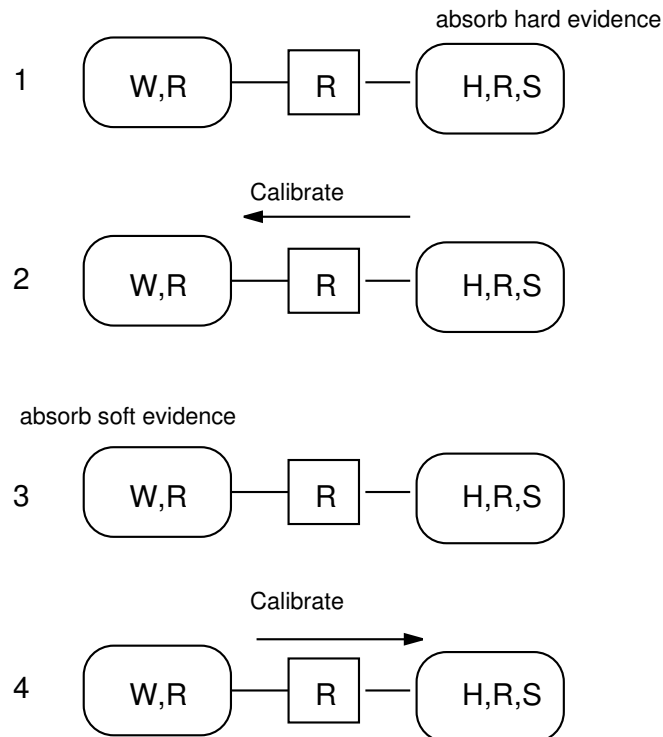 absorb hard evidence
1 W,R R H,R,S
Calibrate
2 W,R R H,R,S
absorb soft evidence
3 W,R R H,R,S
Calibrate
4 W,R R H,R,S